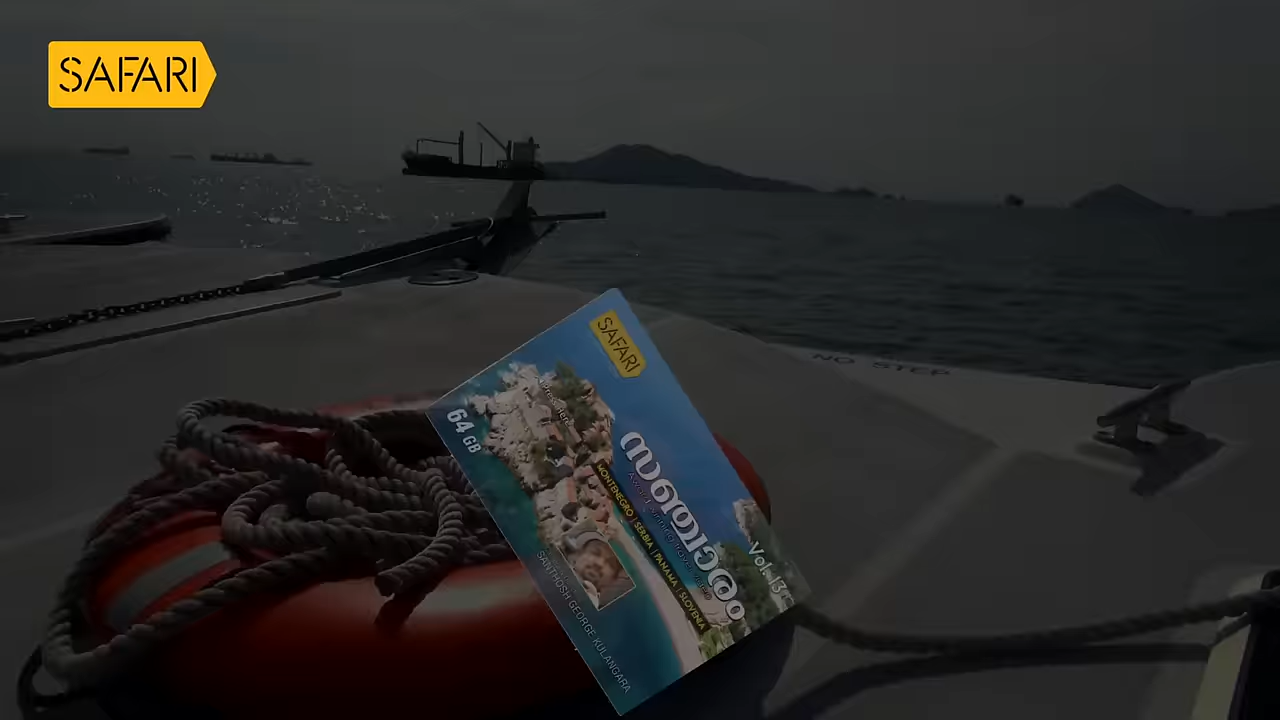 SAFARI
NO STEP
SAFARI
64 GB
സഞ്ചാരം
Vol. 13
MONTENEGRO | SERBIA | PANAMA | SLOVENIA
SANTHOSH GEORGE KULANGARA